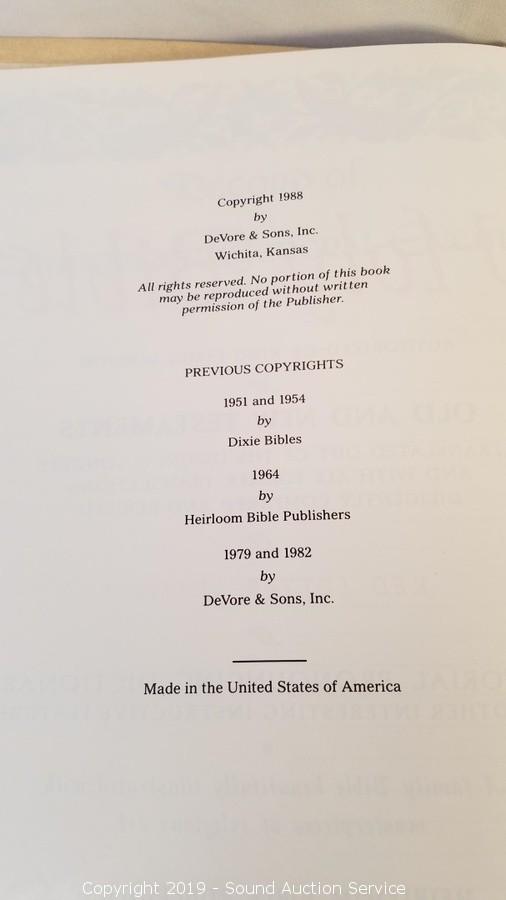 Copyright 1988
by
DeVore & Sons, Inc.
Wichita, Kansas
All rights reserved. No portion of this book
may be reproduced without written
permission of the Publisher.
PREVIOUS COPYRIGHTS
1951 and 1954
by
Dixie Bibles
1964
by
Heirloom Bible Publishers
1979 and 1982
by
DeVore & Sons, Inc.
Made in the United States of America
Copyright 2019 - Sound Auction Service